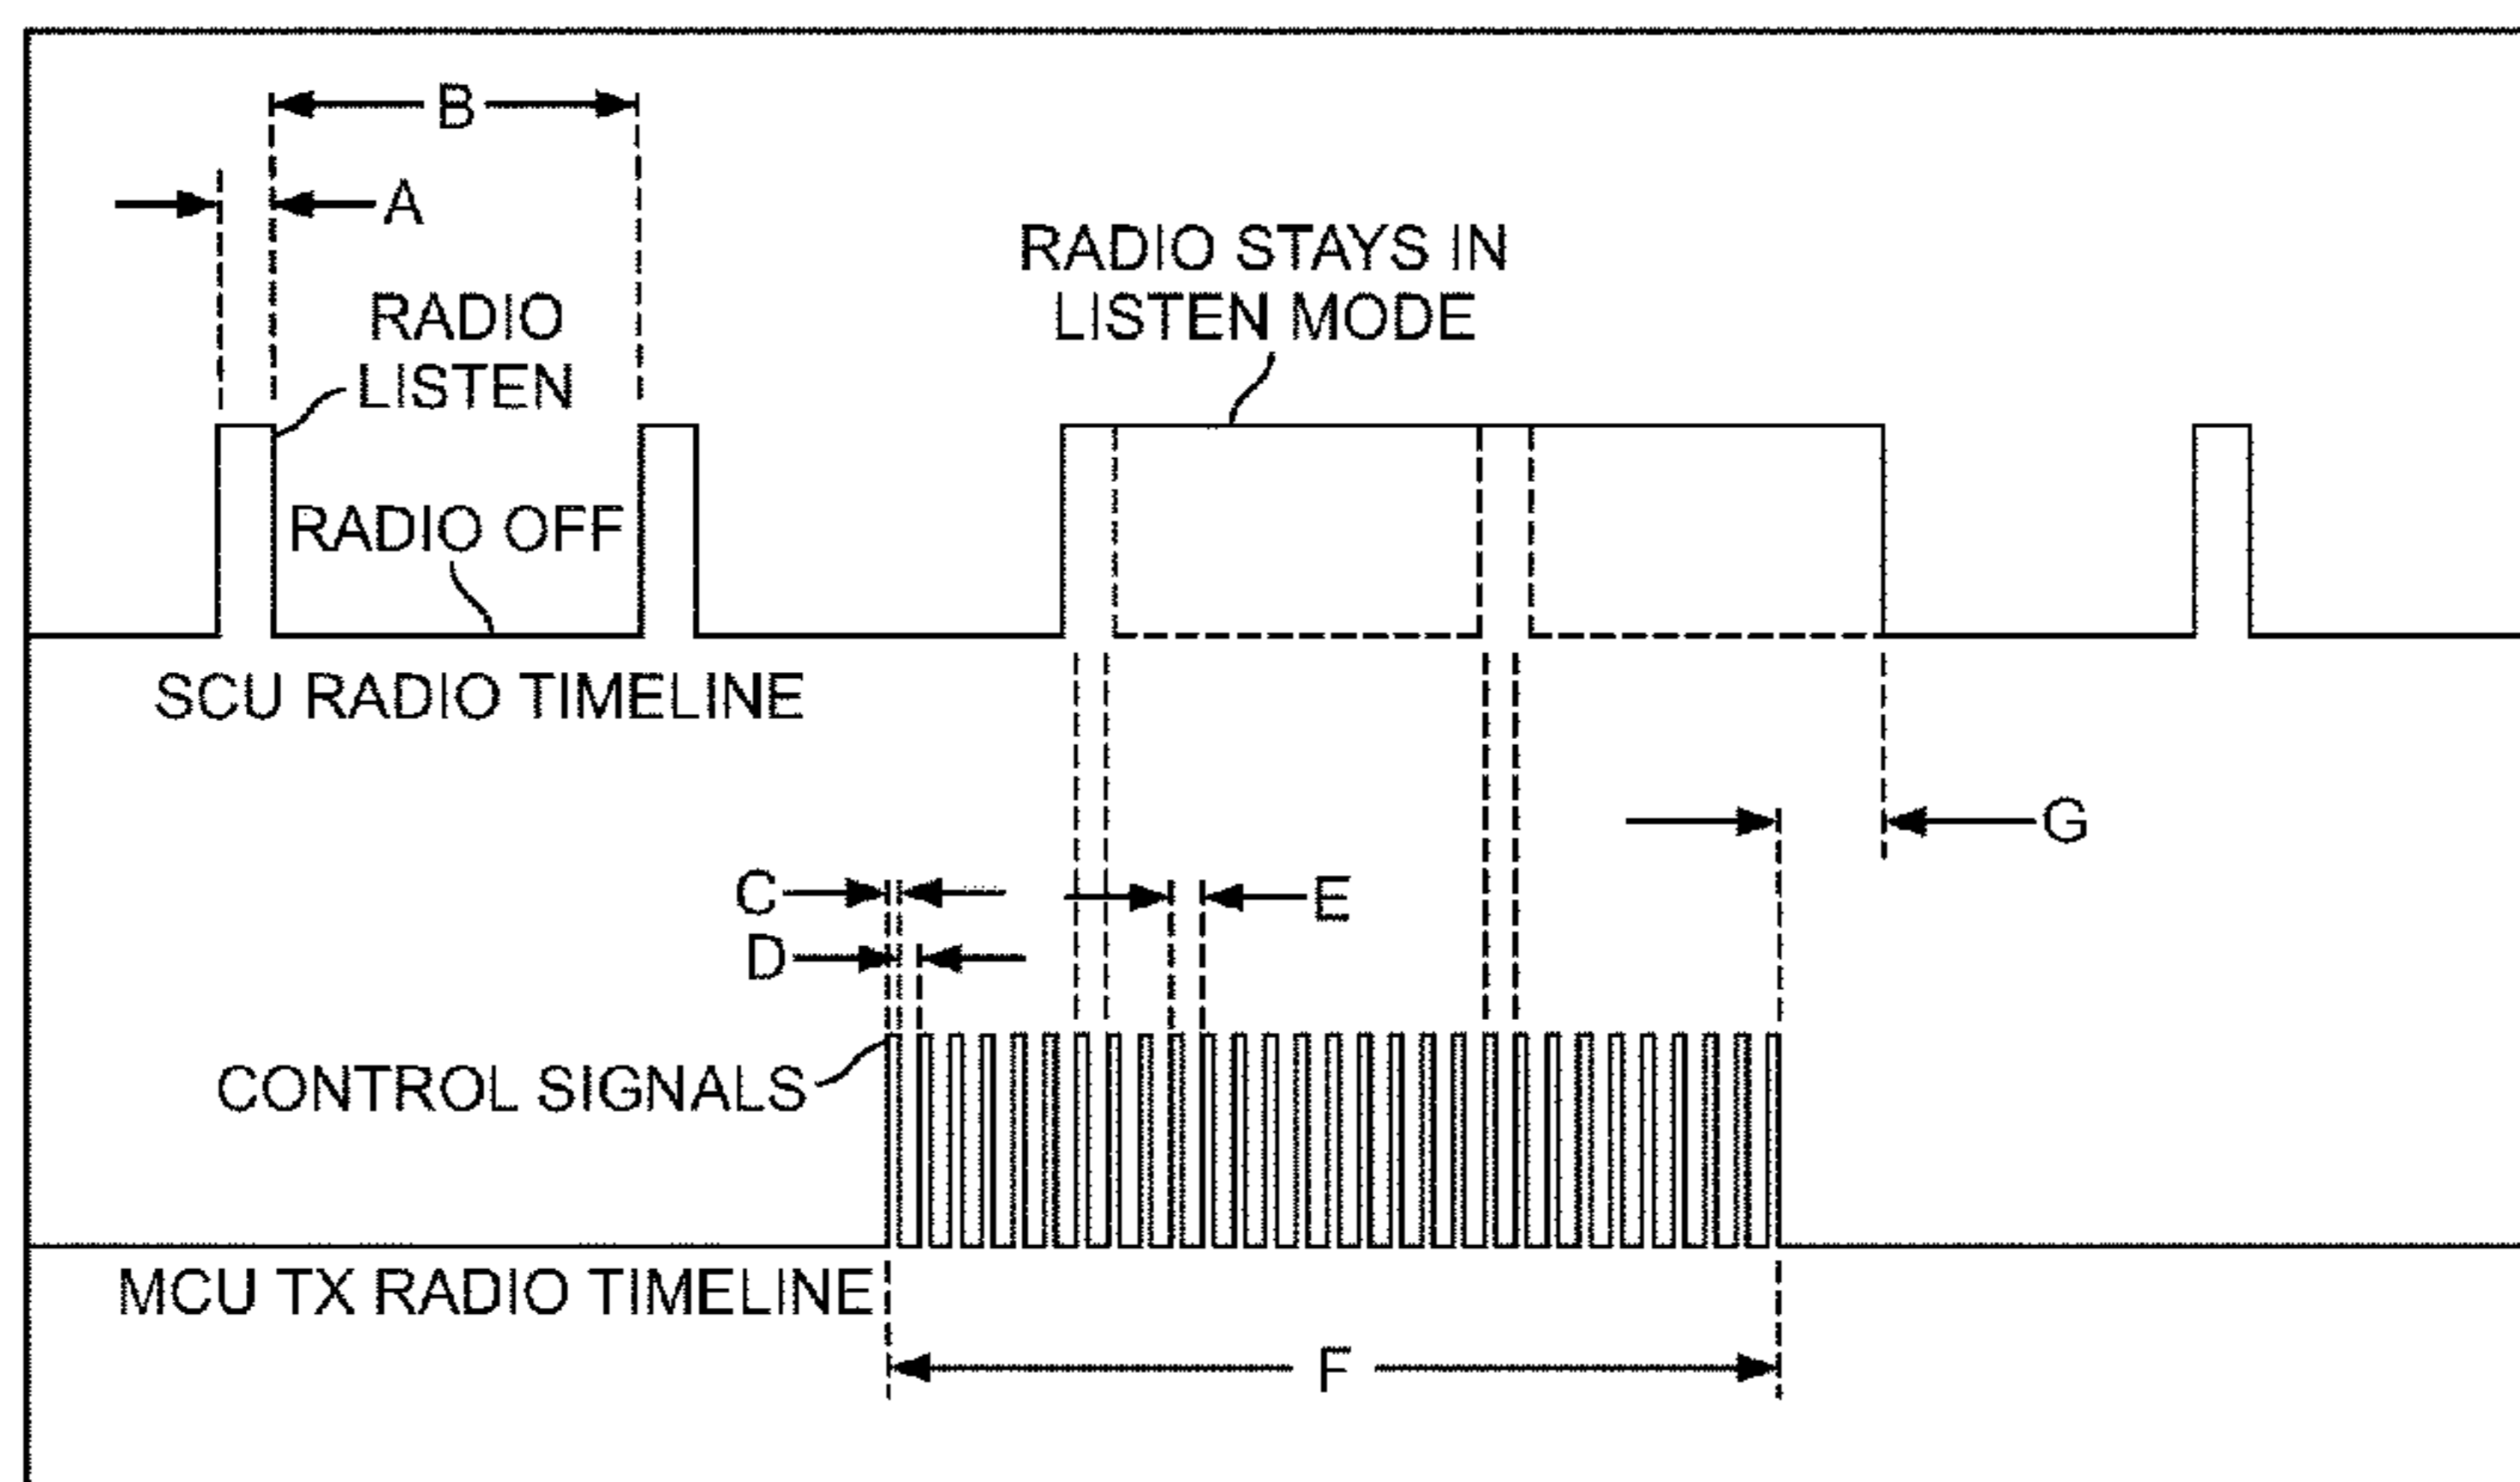 B
A
RADIO
LISTEN
RADIO STAYS IN
LISTEN MODE
RADIO OFF
SCU RADIO TIMELINE
G
C
E
D
CONTROL SIGNALS
MCU TX RADIO TIMELINE
F